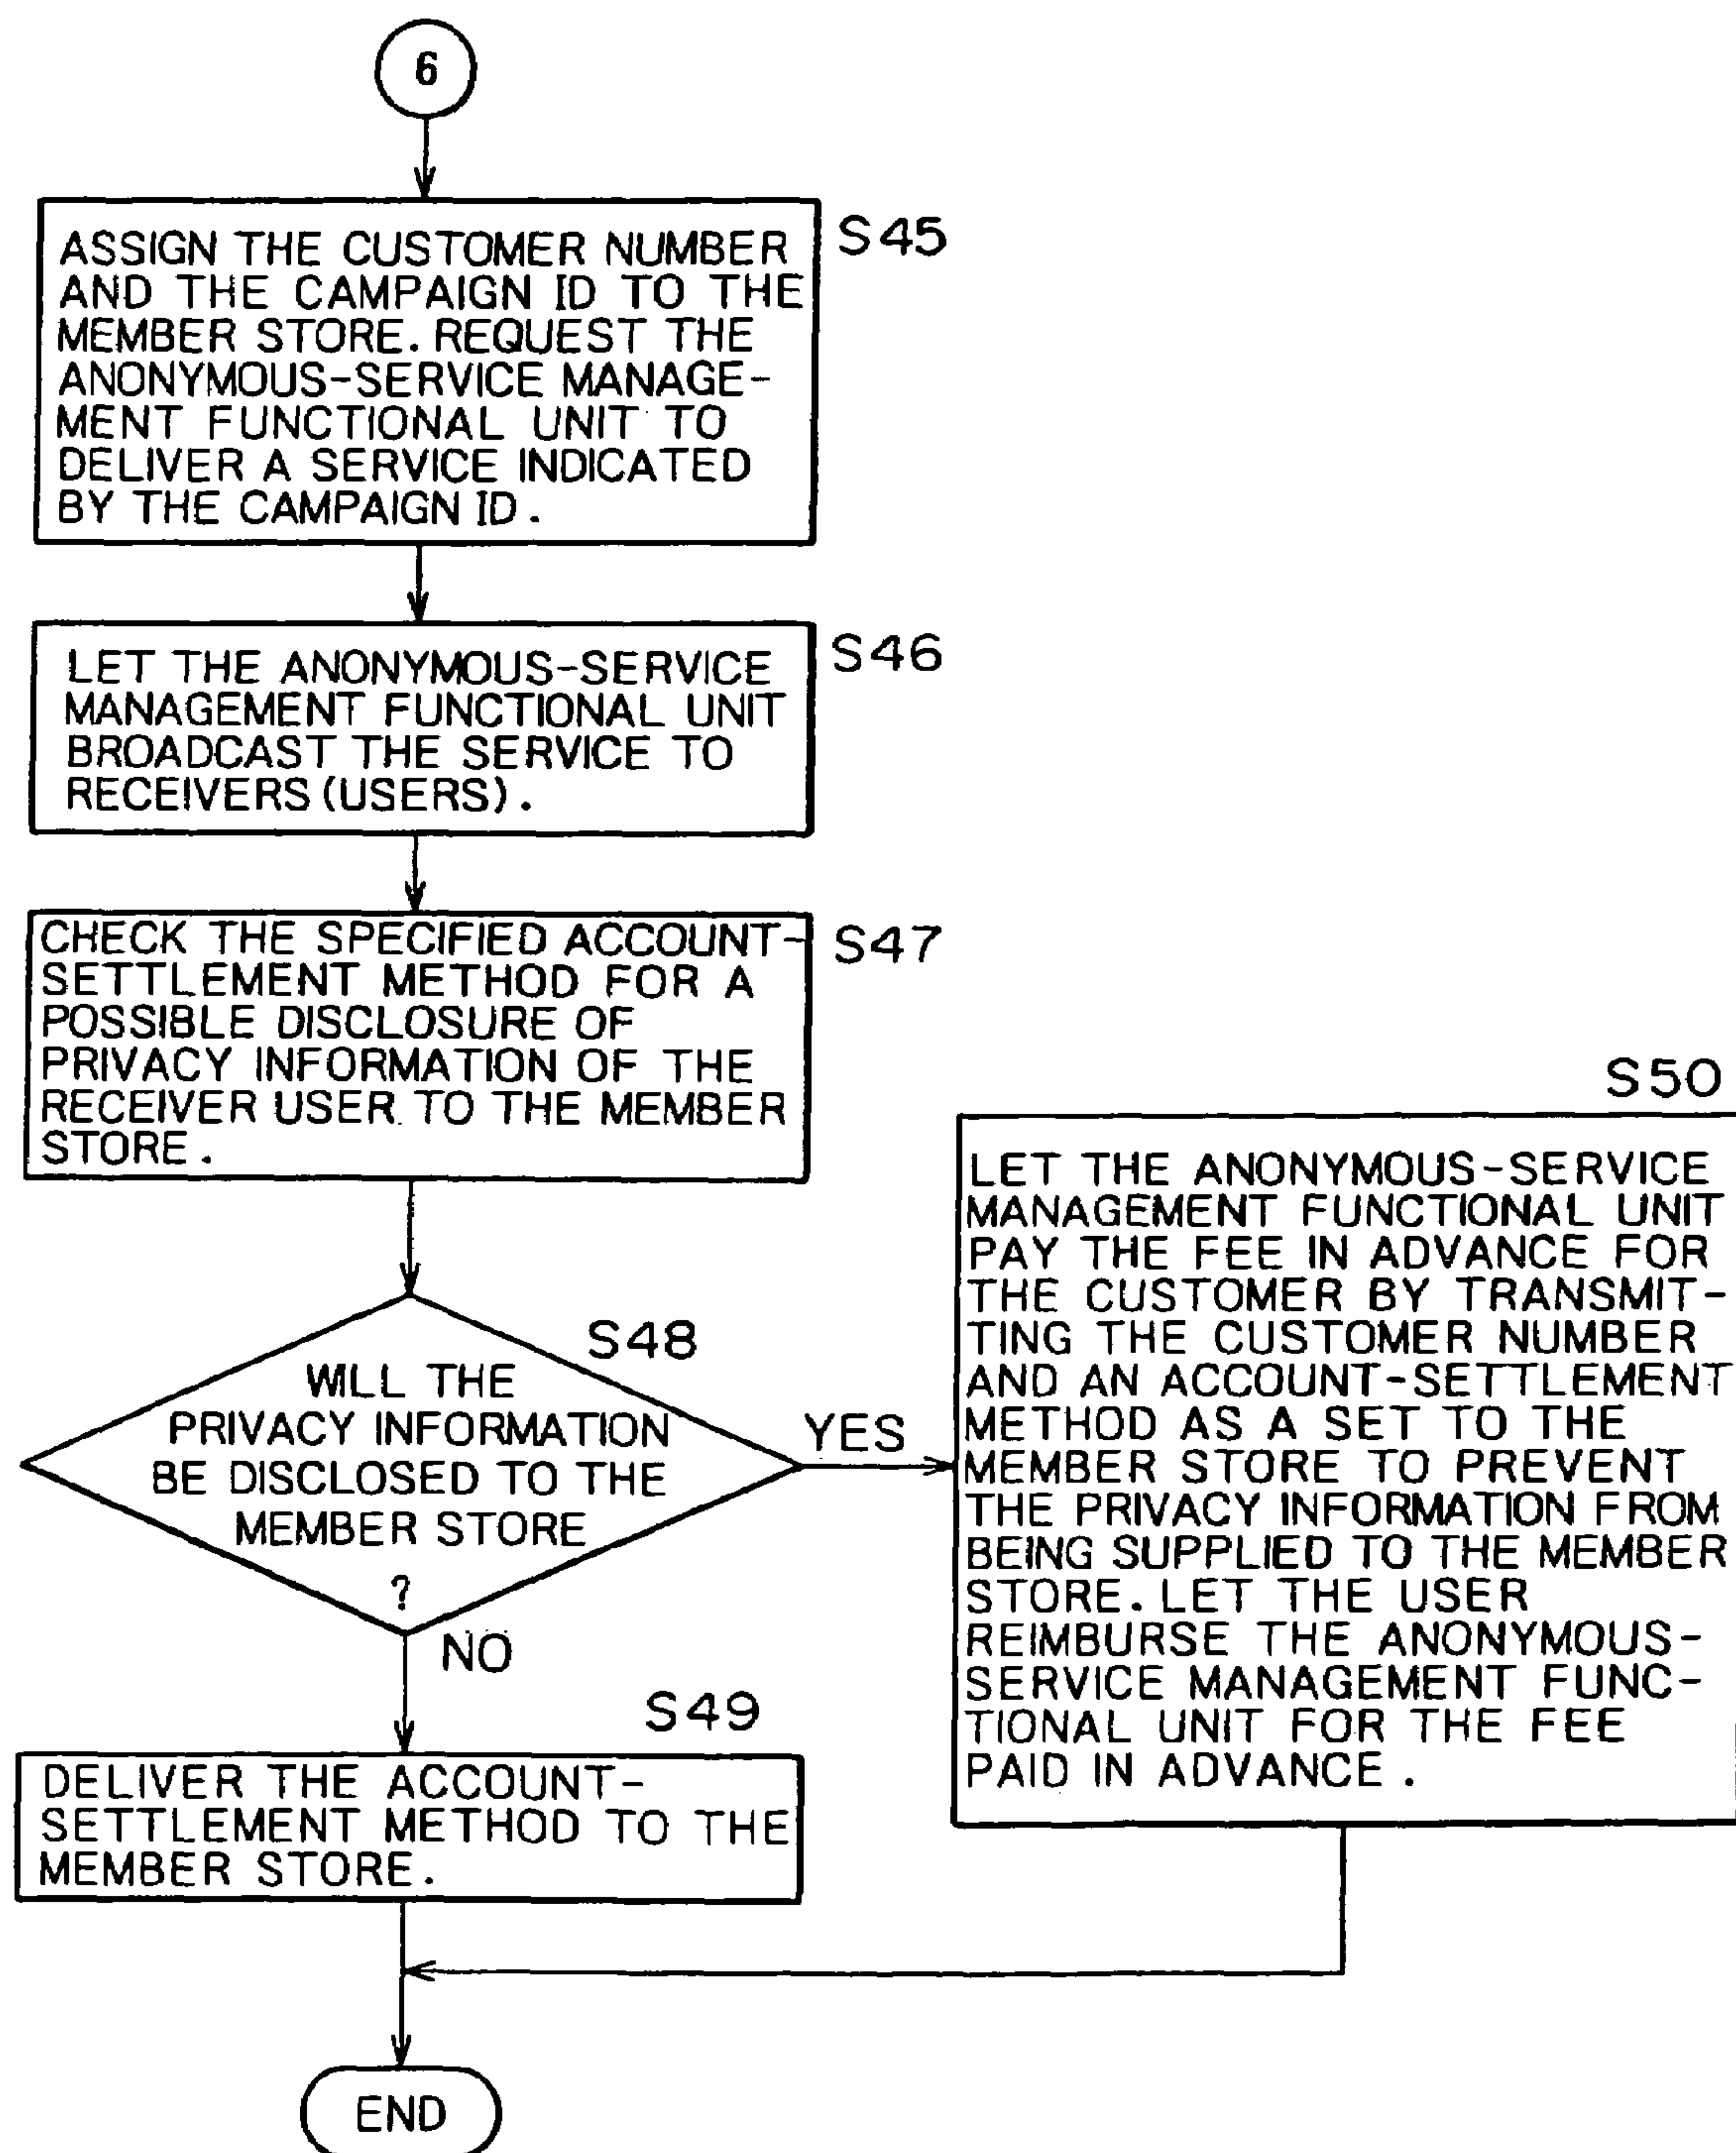 6
ASSIGN THE CUSTOMER NUMBER
AND THE CAMPAIGN ID TO THE
MEMBER STORE. REQUEST THE
ANONYMOUS-SERVICE MANAGE-
MENT FUNCTIONAL UNIT TO
DELIVER A SERVICE INDICATED
BY THE CAMPAIGN ID.
S45
LET THE ANONYMOUS-SERVICE
MANAGEMENT FUNCTIONAL UNIT
BROADCAST THE SERVICE TO
RECEIVERS (USERS).
S46
CHECK THE SPECIFIED ACCOUNT-
SETTLEMENT METHOD FOR A
POSSIBLE DISCLOSURE OF
PRIVACY INFORMATION OF THE
RECEIVER USER TO THE MEMBER
STORE.
S47
S48
WILL THE
PRIVACY INFORMATION
BE DISCLOSED TO THE
MEMBER STORE
?
YES
NO
S50
LET THE ANONYMOUS-SERVICE
MANAGEMENT FUNCTIONAL UNIT
PAY THE FEE IN ADVANCE FOR
THE CUSTOMER BY TRANSMIT-
TING THE CUSTOMER NUMBER
AND AN ACCOUNT-SETTLEMENT
METHOD AS A SET TO THE
MEMBER STORE TO PREVENT
THE PRIVACY INFORMATION FROM
BEING SUPPLIED TO THE MEMBER
STORE. LET THE USER
REIMBURSE THE ANONYMOUS-
SERVICE MANAGEMENT FUNC-
TIONAL UNIT FOR THE FEE
PAID IN ADVANCE.
S49
DELIVER THE ACCOUNT-
SETTLEMENT METHOD TO THE
MEMBER STORE.
END